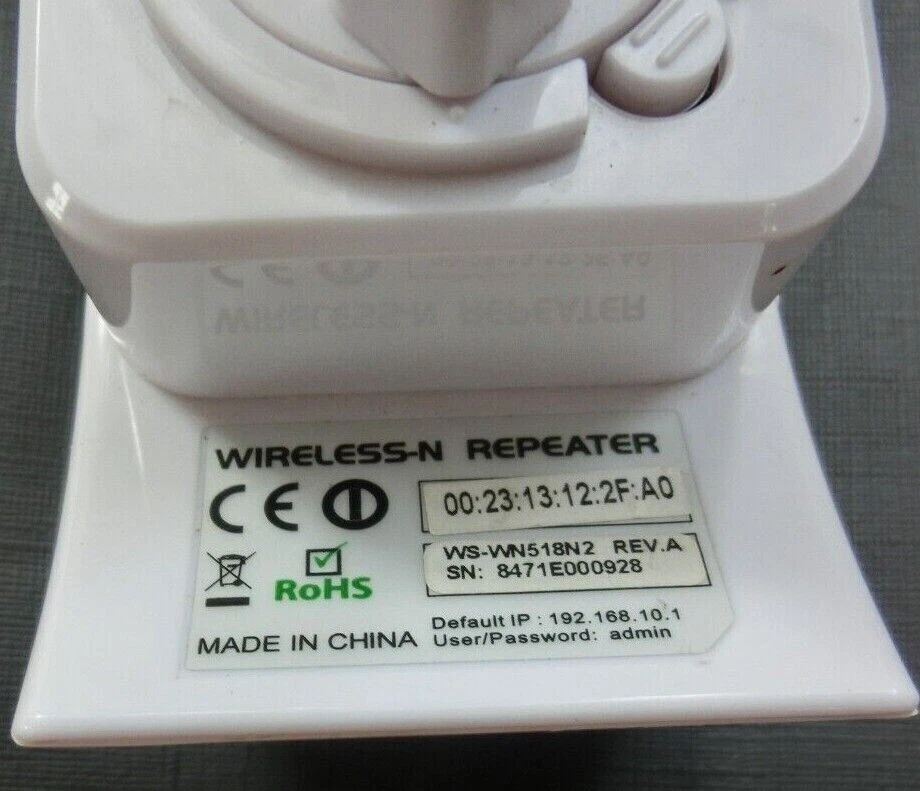 WIRELESS-N REPEATER
CE
00:23:13:12:2F:A0
WS-WN518N2 REV.A
SN: 8471E000928
RoHS
Default IP : 192.168.10.1
User/Password: admin
MADE IN CHINA